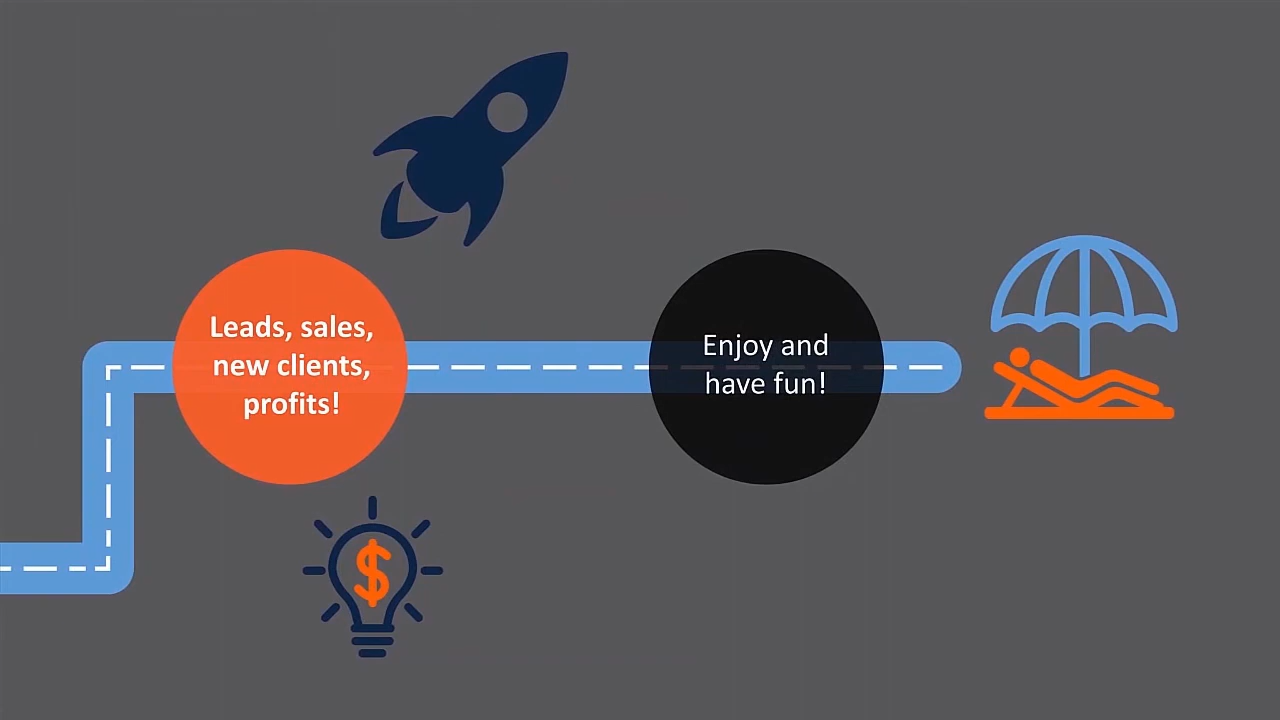 Leads, sales,
new clients,
profits!
Enjoy and
have fun!
$